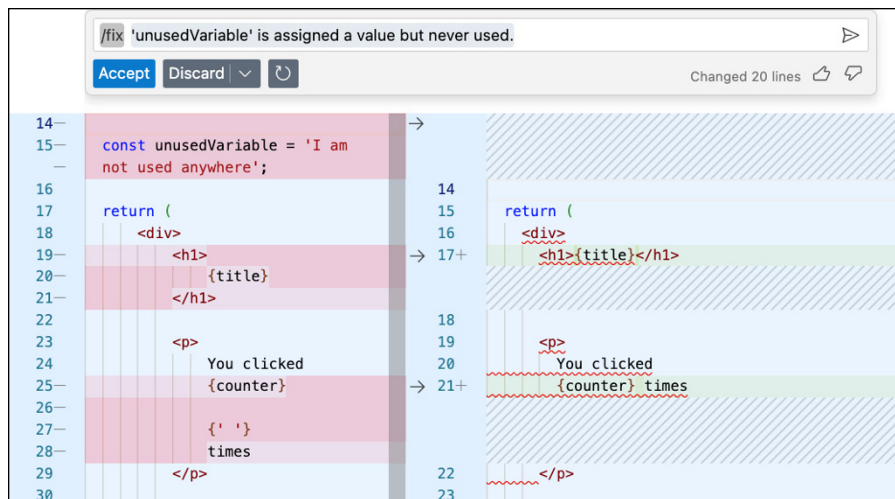 /fix 'unusedVariable' is assigned a value but never used.
Accept Discard Changed 20 lines
14—
15— const unusedVariable = 'I am
— not used anywhere';
16 14
17 return ( 15 return (
18 <div> 16 <div>
19— <h1> 17+ <h1>{title}</h1>
20— {title}
21— </h1>
22 18
23 <p> 19 <p>
24 You clicked 20 You clicked
25— {counter} 21+ {counter} times
26—
27— {' '}
28— times
29 </p> 22 </p>
30 23